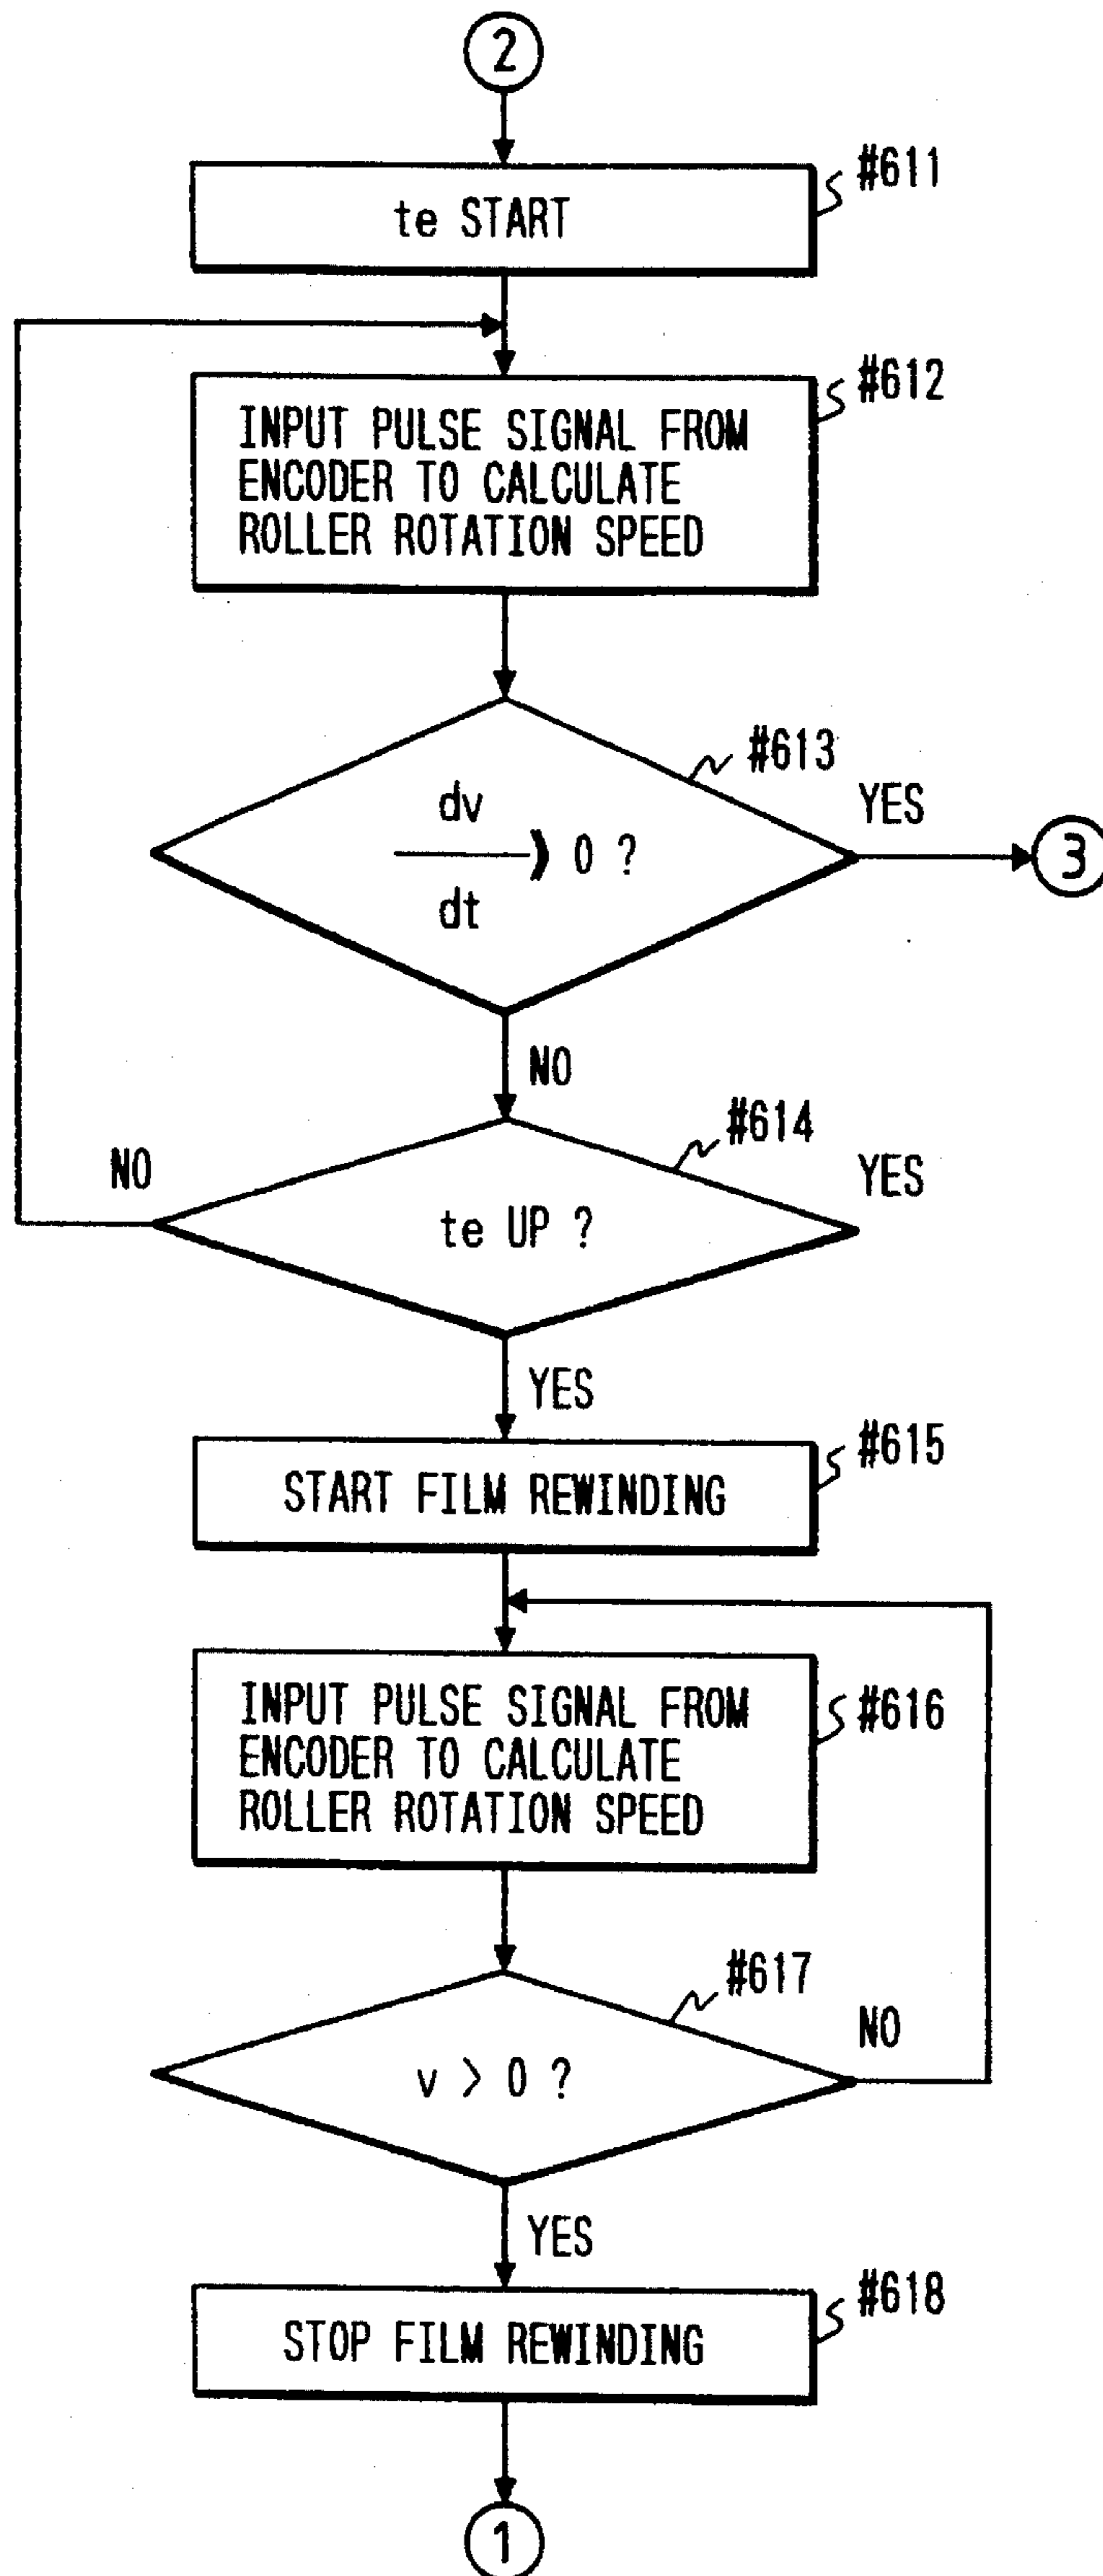 2
#611
te START
#612
INPUT PULSE SIGNAL FROM
ENCODER TO CALCULATE
ROLLER ROTATION SPEED
#613
dv
> 0 ?
dt
YES
3
NO
#614
NO
te UP ?
YES
YES
#615
START FILM REWINDING
#616
INPUT PULSE SIGNAL FROM
ENCODER TO CALCULATE
ROLLER ROTATION SPEED
#617
NO
v > 0 ?
YES
#618
STOP FILM REWINDING
1